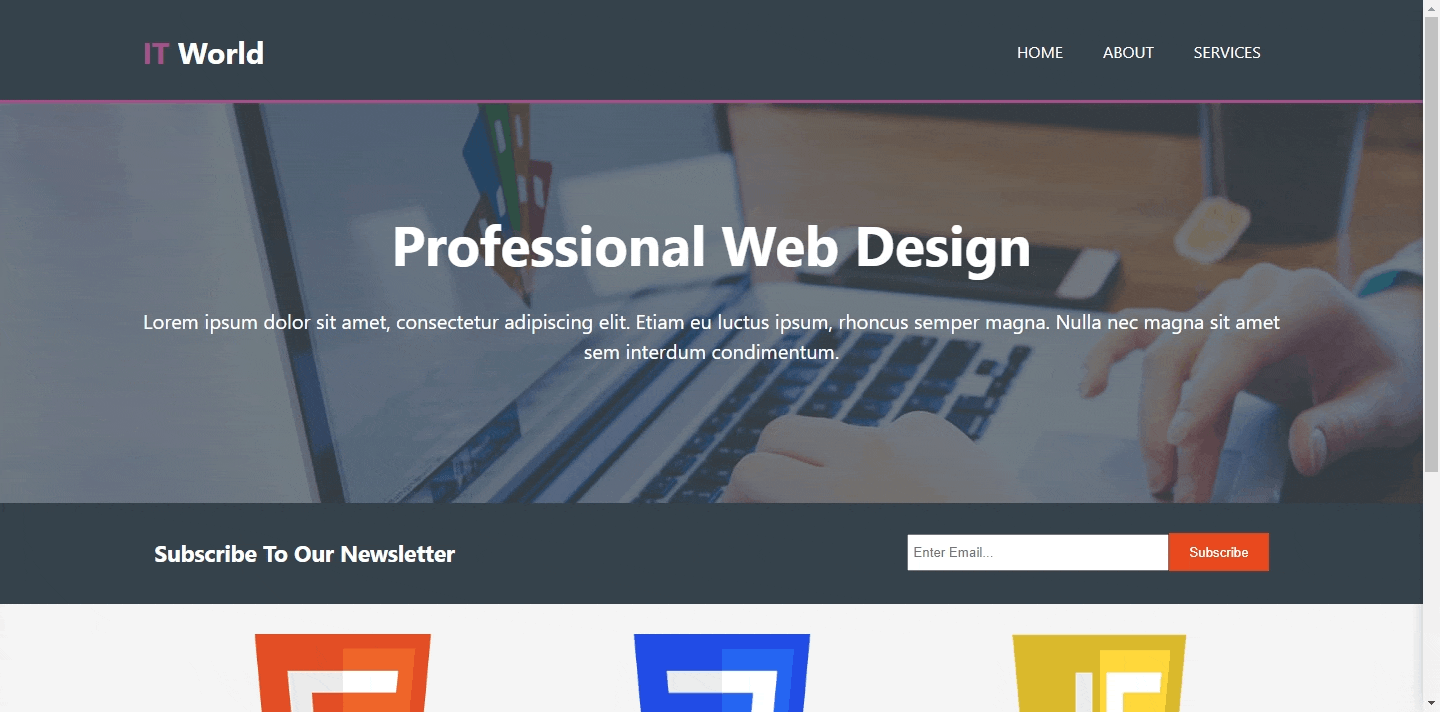 IT World
HOME ABOUT SERVICES
Professional Web Design
Lorem ipsum dolor sit amet, consectetur adipiscing elit. Etiam eu luctus ipsum, rhoncus semper magna. Nulla nec magna sit amet
sem interdum condimentum.
Subscribe To Our Newsletter
Enter Email...
Subscribe